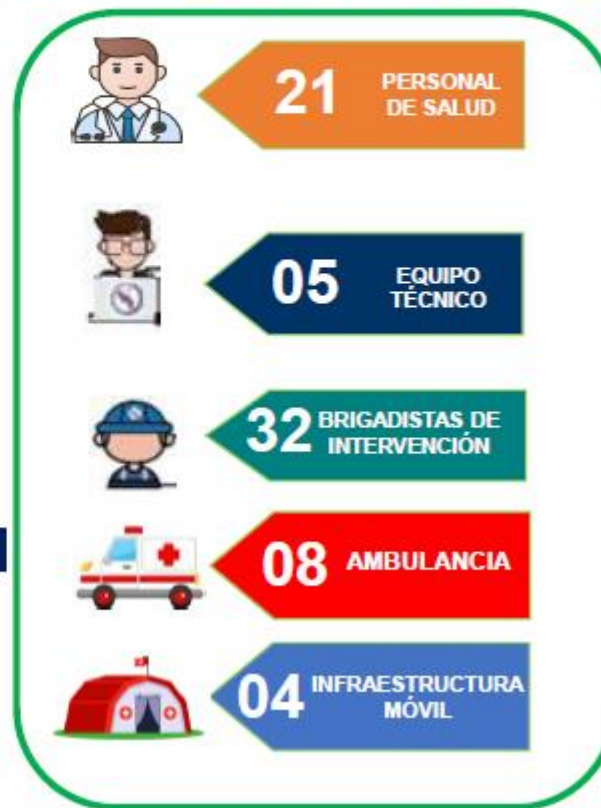 21 PERSONAL
DE SALUD
05 EQUIPO
TÉCNICO
32 BRIGADISTAS DE
INTERVENCIÓN
08 AMBULANCIA
04 INFRAESTRUCTURA
MÓVIL